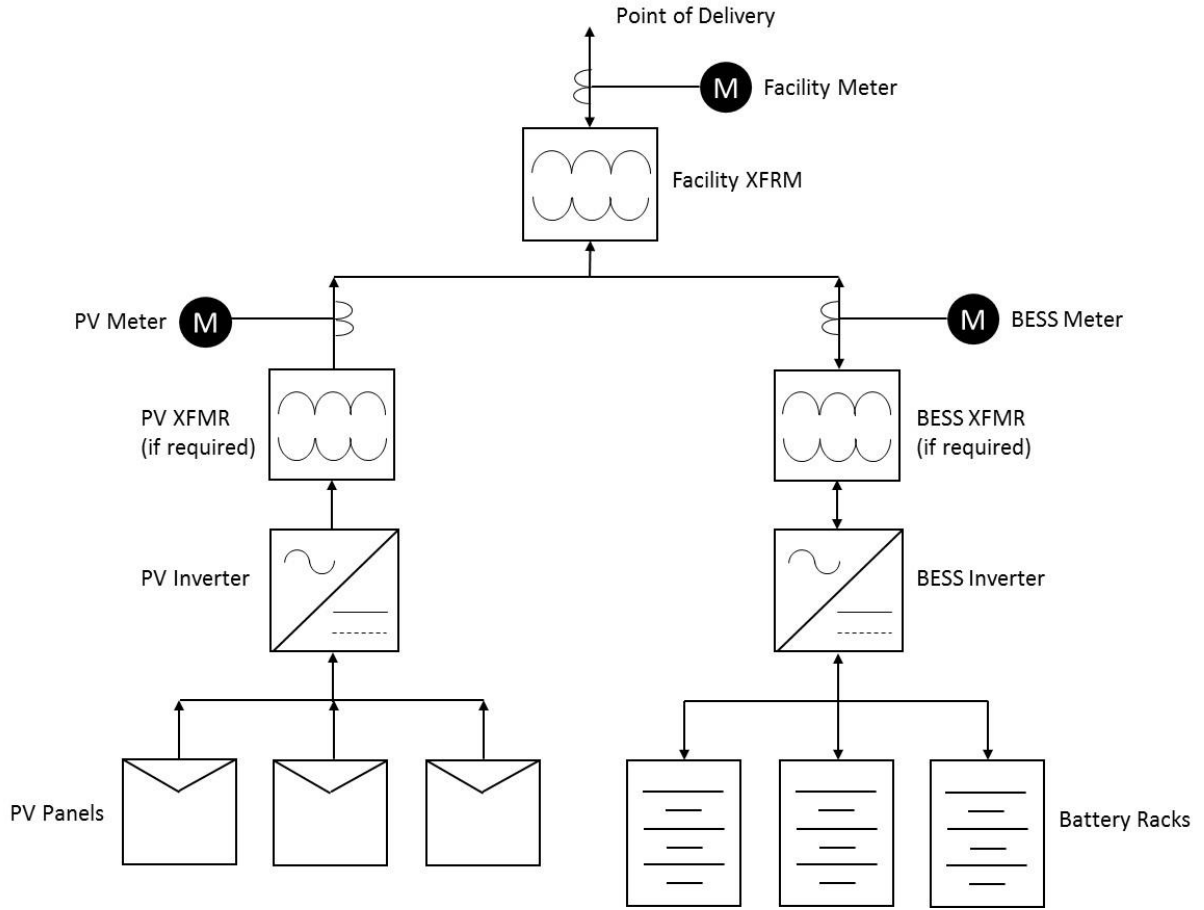 Point of Delivery
M
Facility Meter
Facility XFRM
PV Meter
M
M
BESS Meter
PV XFMR
(if required)
BESS XFMR
(if required)
PV Inverter
BESS Inverter
PV Panels
Battery Racks